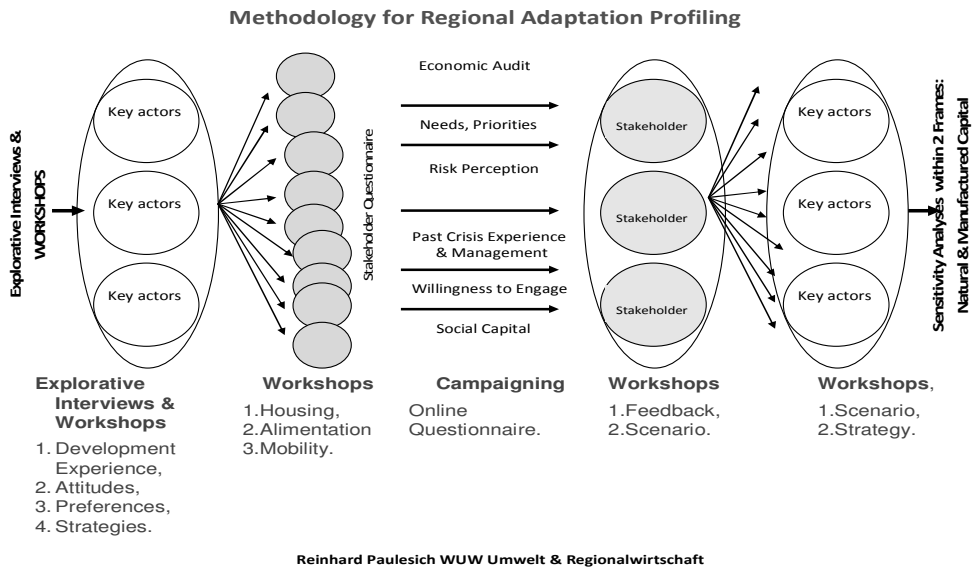 Methodology for Regional Adaptation Profiling
Explorative Interviews &
WORKSHOPS
Key actors
Key actors
Key actors
Stakeholder Questionnaire
Economic Audit
Needs, Priorities
Risk Perception
Past Crisis Experience
& Management
Willingness to Engage
Social Capital
Stakeholder
Stakeholder
Stakeholder
Key actors
Key actors
Key actors
Sensitivity Analyses within 2 Frames:
Natural & Manufactured Capital
Explorative
Interviews &
Workshops
1. Development
Experience,
2. Attitudes,
3. Preferences,
4. Strategies.
Workshops
1.Housing,
2.Alimentation
3.Mobility.
Campaigning
Online
Questionnaire.
Workshops
1.Feedback,
2.Scenario.
Workshops,
1.Scenario,
2.Strategy.
Reinhard Paulesich WUW Umwelt & Regionalwirtschaft